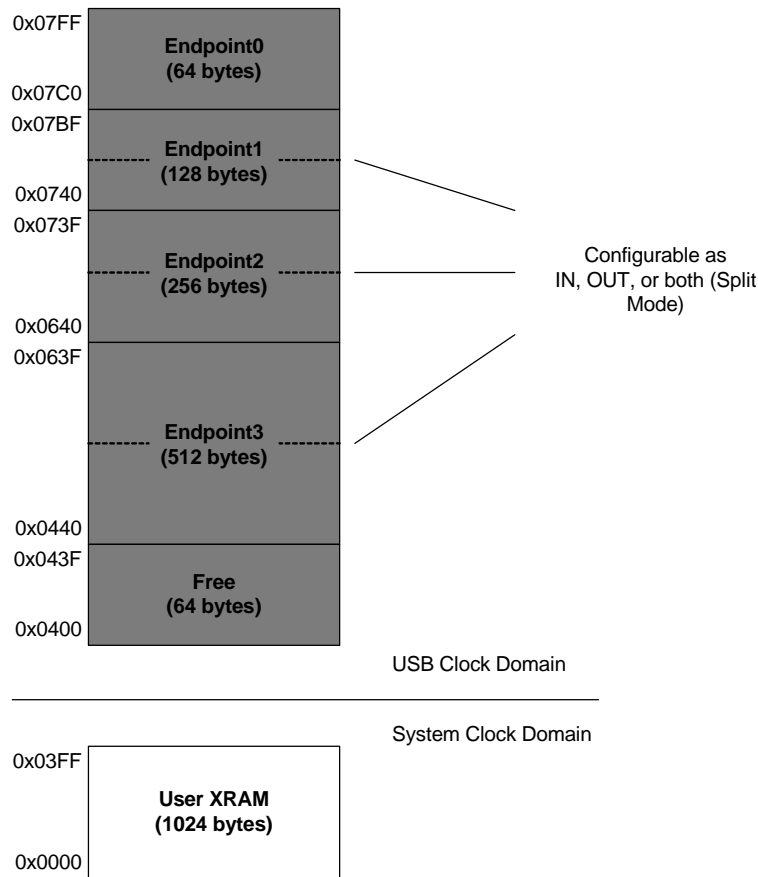 0x07FF
Endpoint0
(64 bytes)
0x07C0
0x07BF
Endpoint1
(128 bytes)
0x0740
0x073F
Endpoint2
(256 bytes)
0x0640
0x063F
Endpoint3
(512 bytes)
0x0440
0x043F
Free
(64 bytes)
0x0400
Configurable as
IN, OUT, or both (Split
Mode)
USB Clock Domain
System Clock Domain
0x03FF
User XRAM
(1024 bytes)
0x0000